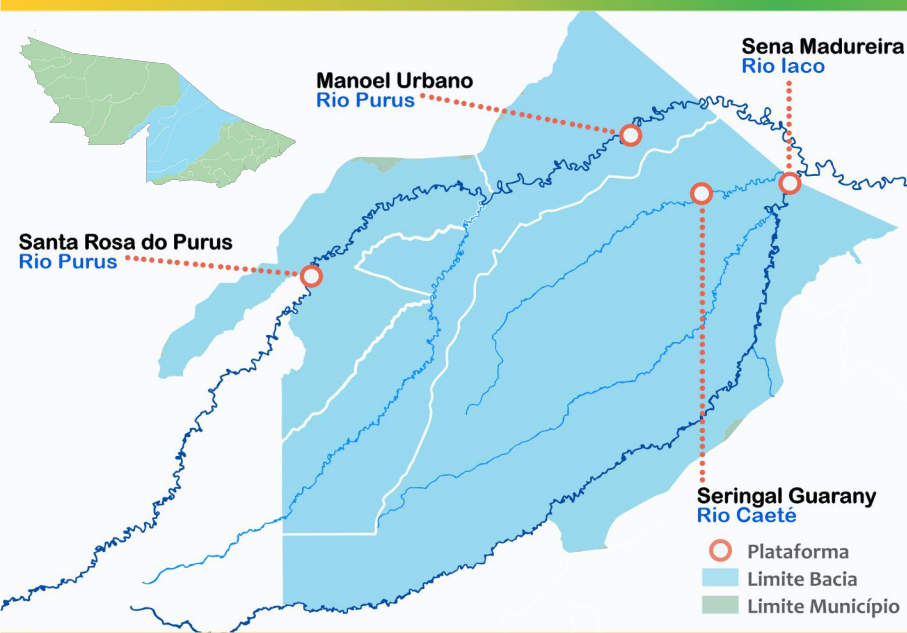 Sena Madureira
Rio Iaco
Manoel Urbano
Rio Purus
Santa Rosa do Purus
Rio Purus
Seringal Guarany
Rio Caeté
Plataforma
Limite Bacia
Limite Município